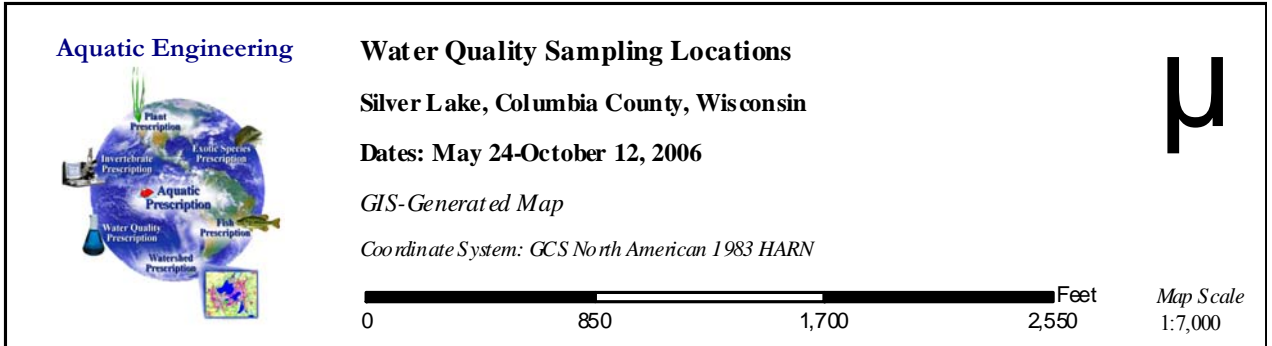 Aquatic Engineering
Plant
Prescription
Invertebrate
Prescription
Exotic Species
Prescription
Aquatic
Prescription
Water Quality
Prescription
Fish
Prescription
Watershed
Prescription
Water Quality Sampling Locations
Silver Lake, Columbia County, Wisconsin
Dates: May 24-October 12, 2006
GIS-Generated Map
Coordinate System: GCS North American 1983 HARN
0 850 1,700 2,550 Feet
µ
Map Scale
1:7,000